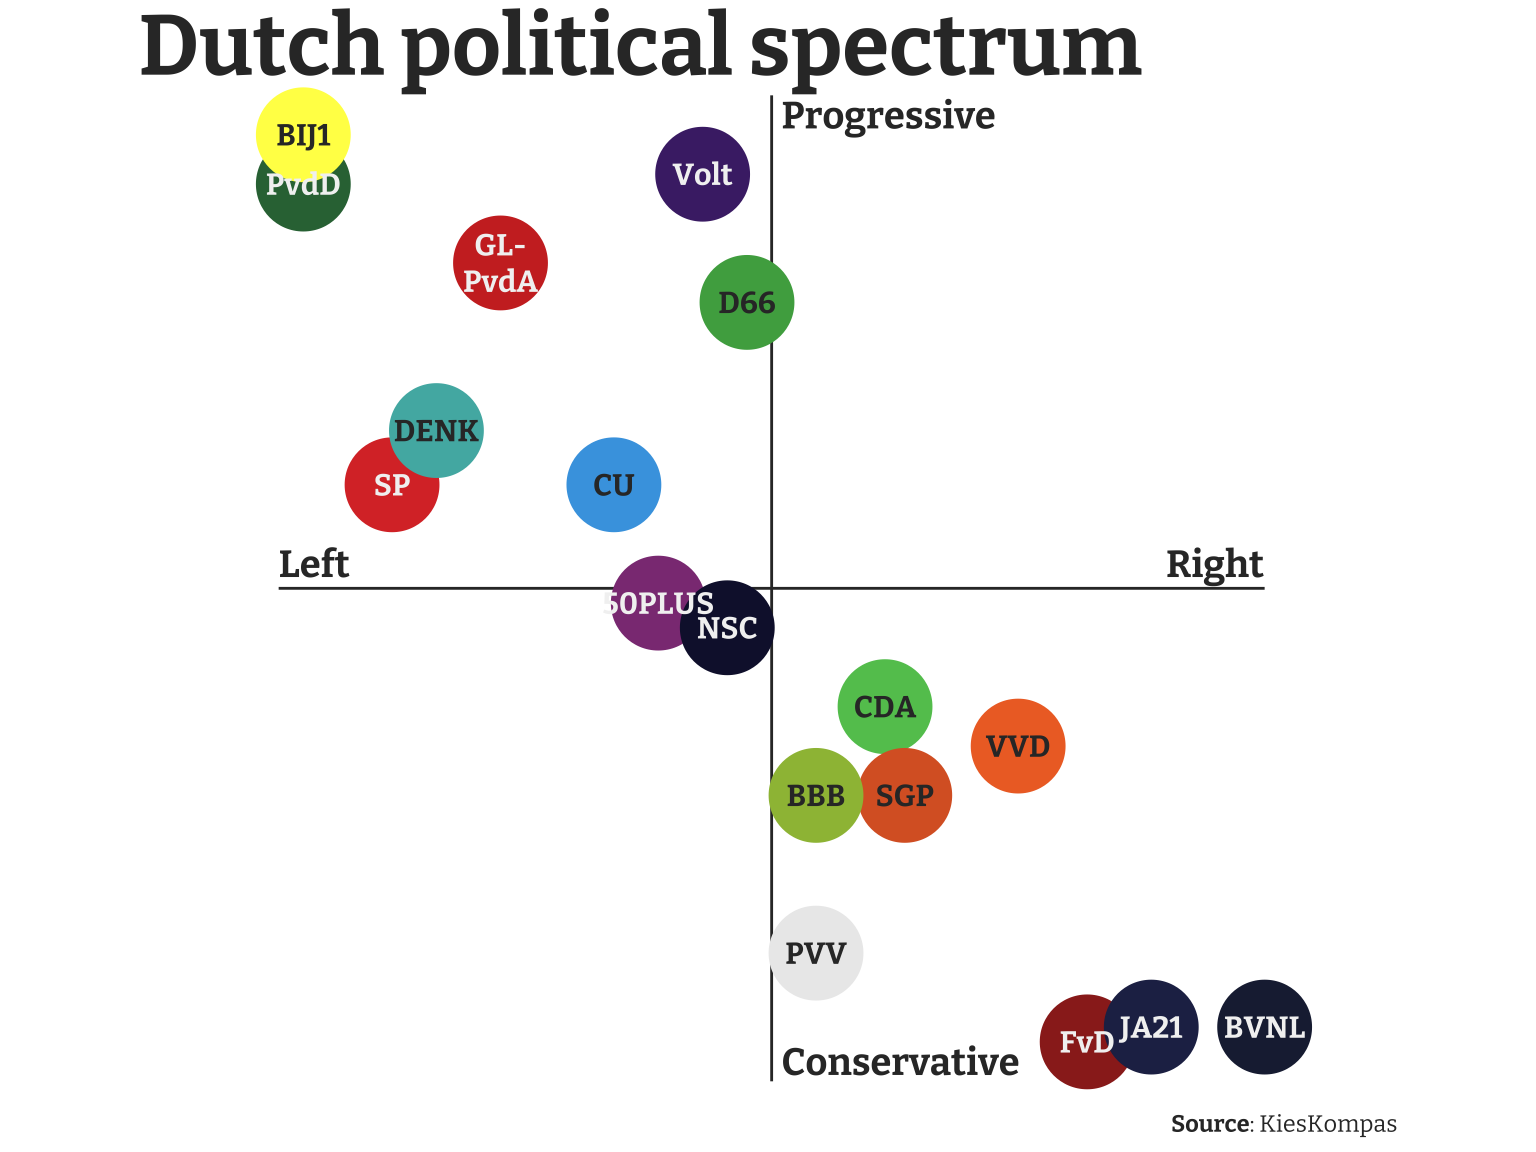 Dutch political spectrum
Progressive
BIJ1
PvdD
Volt
GL-
PvdA
D66
DENK
SP
CU
Left
Right
50PLUS
NSC
CDA
VVD
BBB
SGP
PVV
FvD
JA21
BVNL
Conservative
Source: KiesKompas